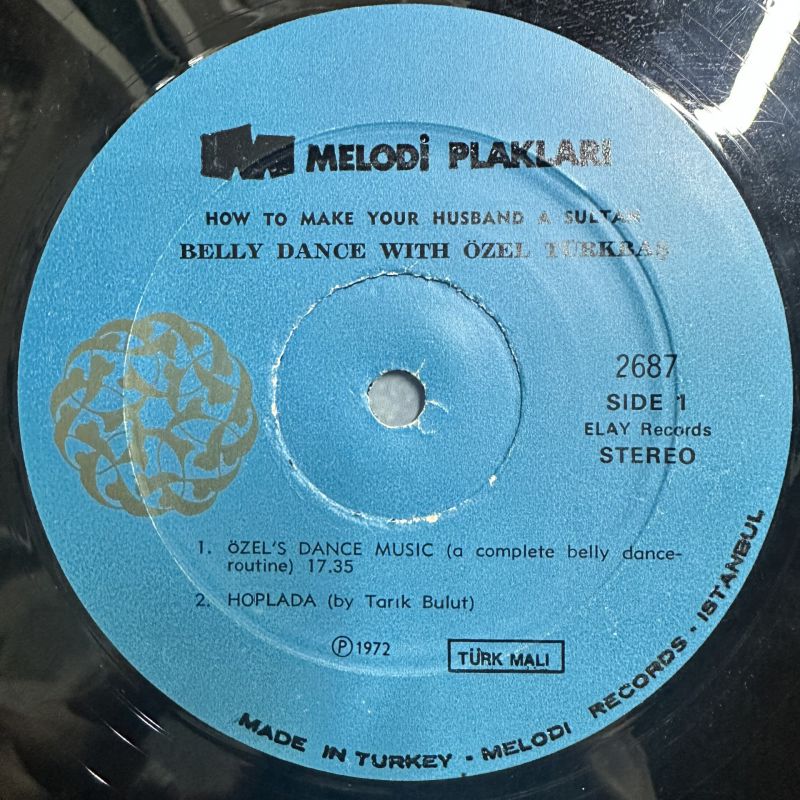 MELODİ PLAKLARI
HOW TO MAKE YOUR HUSBAND A SULTAN
BELLY DANCE WITH ÖZEL TÜRKBAŞ
2687
SIDE 1
ELAY Records
STEREO
1. ÖZEL'S DANCE MUSIC (a complete belly dance-
routine) 17.35
2. HOPLADA (by Tarık Bulut)
Ⓟ 1972
TÜRK MALI
MADE IN TURKEY · MELODİ RECORDS · ISTANBUL